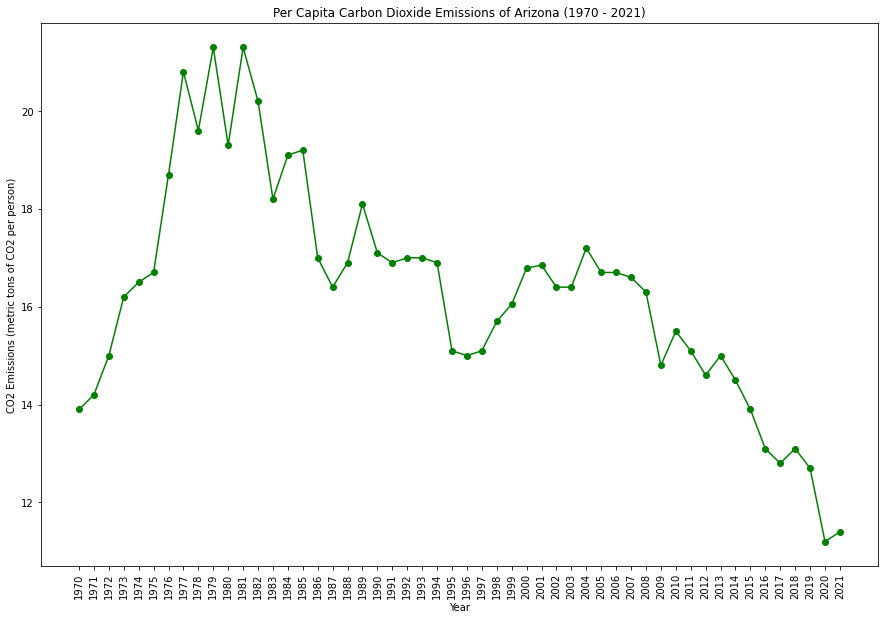 Per Capita Carbon Dioxide Emissions of Arizona (1970 - 2021)
CO2 Emissions (metric tons of CO2 per person)
20
18
16
14
12
1970 1971 1972 1973 1974 1975 1976 1977 1978 1979 1980 1981 1982 1983 1984 1985 1986 1987 1988 1989 1990 1991 1992 1993 1994 1995 1996 1997 1998 1999 2000 2001 2002 2003 2004 2005 2006 2007 2008 2009 2010 2011 2012 2013 2014 2015 2016 2017 2018 2019 2020 2021
Year